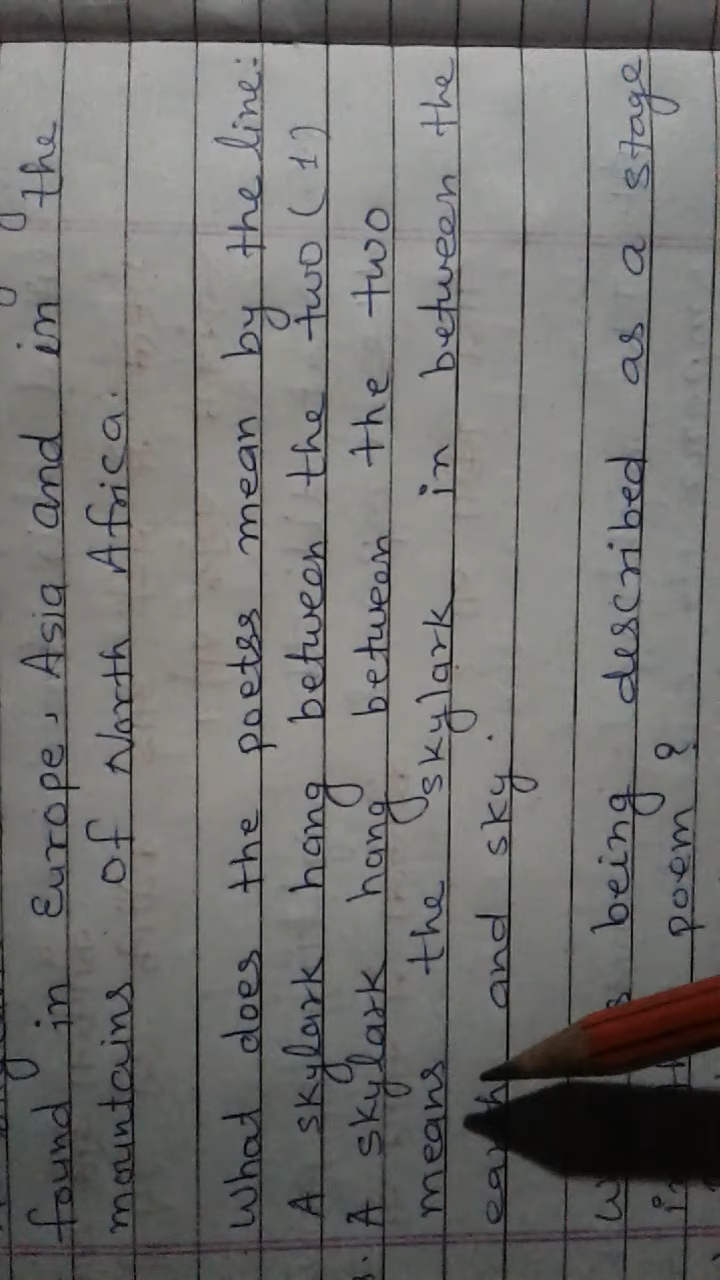 found in Europe, Asia and in the
mountains of North Africa.
What does the poetss mean by the line:
A skylark hang between the two (1)
A skylark hang between the two
means the skylark in between the
earth and sky.
being described as a stage
poem?